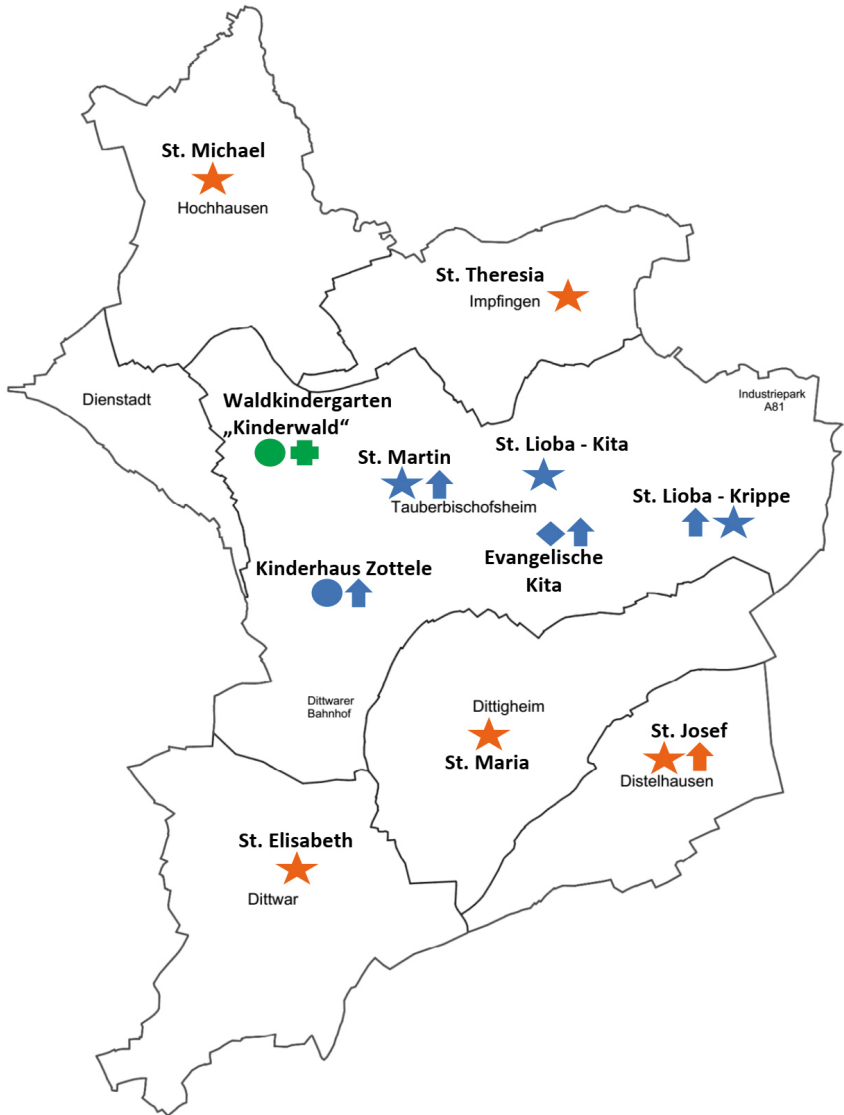 St. Michael
Hochhausen
St. Theresia
Impfingen
Dienstadt
Industriepark
A81
Waldkindergarten
„Kinderwald“
St. Martin
Tauberbischofsheim
St. Lioba - Kita
St. Lioba - Krippe
Evangelische
Kita
Kinderhaus Zottele
Dittwarer
Bahnhof
Dittigheim
St. Maria
St. Josef
Distelhausen
St. Elisabeth
Dittwar